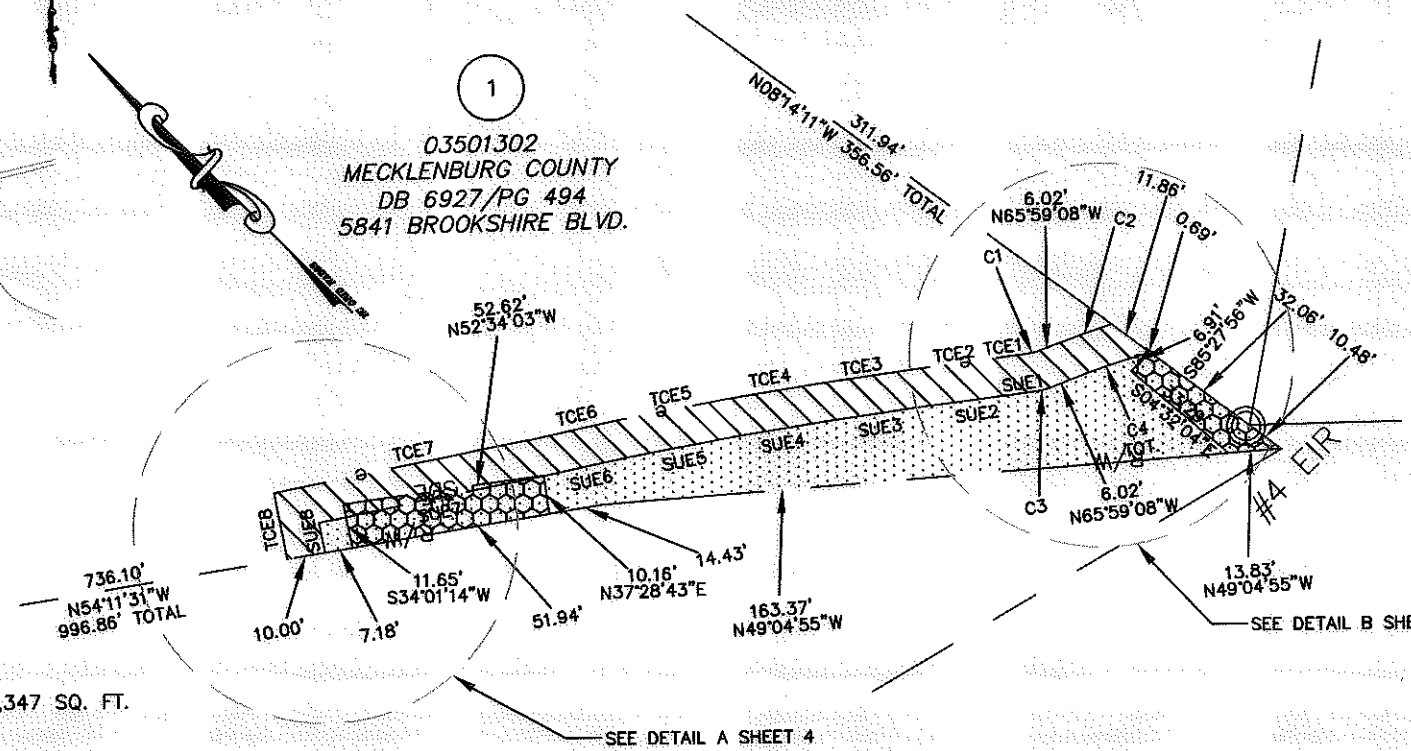 1
03501302
MECKLENBURG COUNTY
DB 6927/PG 494
5841 BROOKSHIRE BLVD.
311.94'
N08°14'11"W 356.56' TOTAL
6.02'
N65°59'08"W
C1
C2
11.86'
0.69'
6.91'
S85°27'56"W
32.06'
10.48'
S04°32'04"E
52.62'
N52°34'03"W
TCE1
TCE2
TCE3
TCE4
TCE5
TCE6
TCE7
TCE8
SUE1
SUE2
SUE3
SUE4
SUE5
SUE6
SUE8
C4
TOT.
R/W
R/W
C3
6.02'
N65°59'08"W
#4 EIR
13.83'
N49°04'55"W
736.10'
N54°11'31"W
996.86' TOTAL
10.00'
7.18'
11.65'
S34°01'14"W
51.94'
10.16'
N37°28'43"E
14.43'
163.37'
N49°04'55"W
SEE DETAIL B SHE
,347 SQ. FT.
SEE DETAIL A SHEET 4